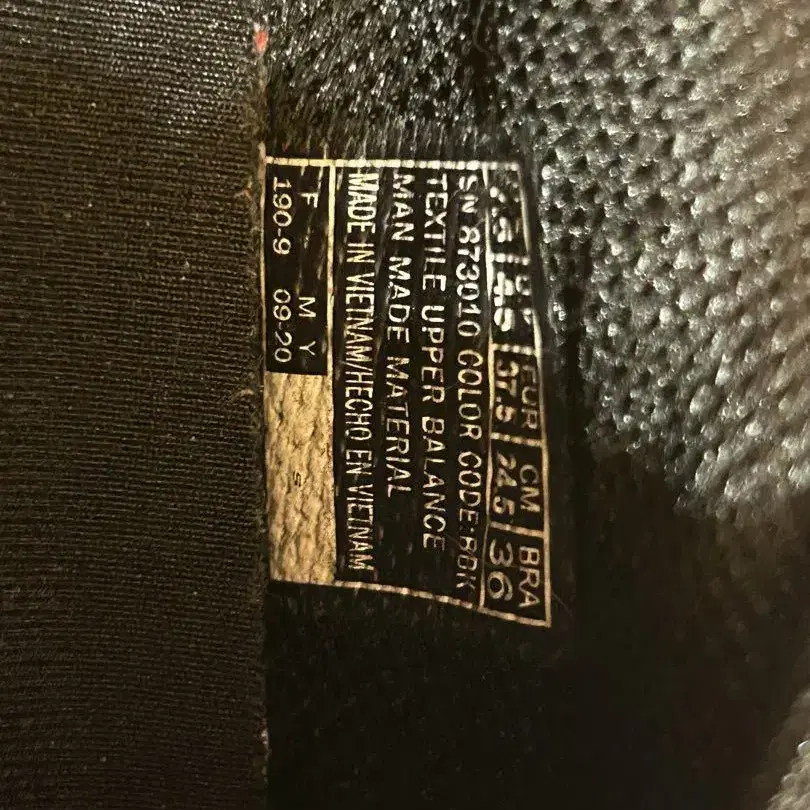 EUR CM BRA
37.5 24.5 36
SN 873010 COLOR CODE:BBK
TEXTILE UPPER BALANCE
MAN MADE MATERIAL
MADE IN VIETNAM/HECHO EN VIETNAM
F M Y
190-9 09-20